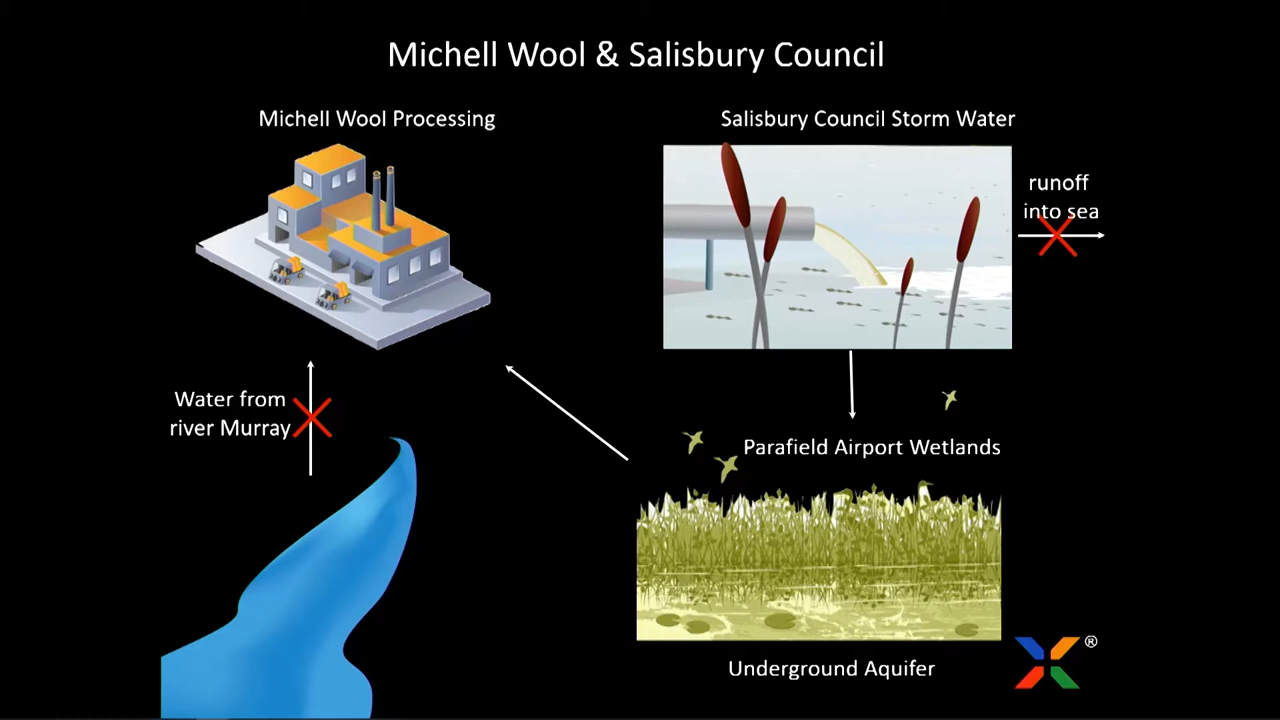 Michell Wool & Salisbury Council
Michell Wool Processing
Salisbury Council Storm Water
runoff
into sea
Water from
river Murray
Parafield Airport Wetlands
Underground Aquifer
®